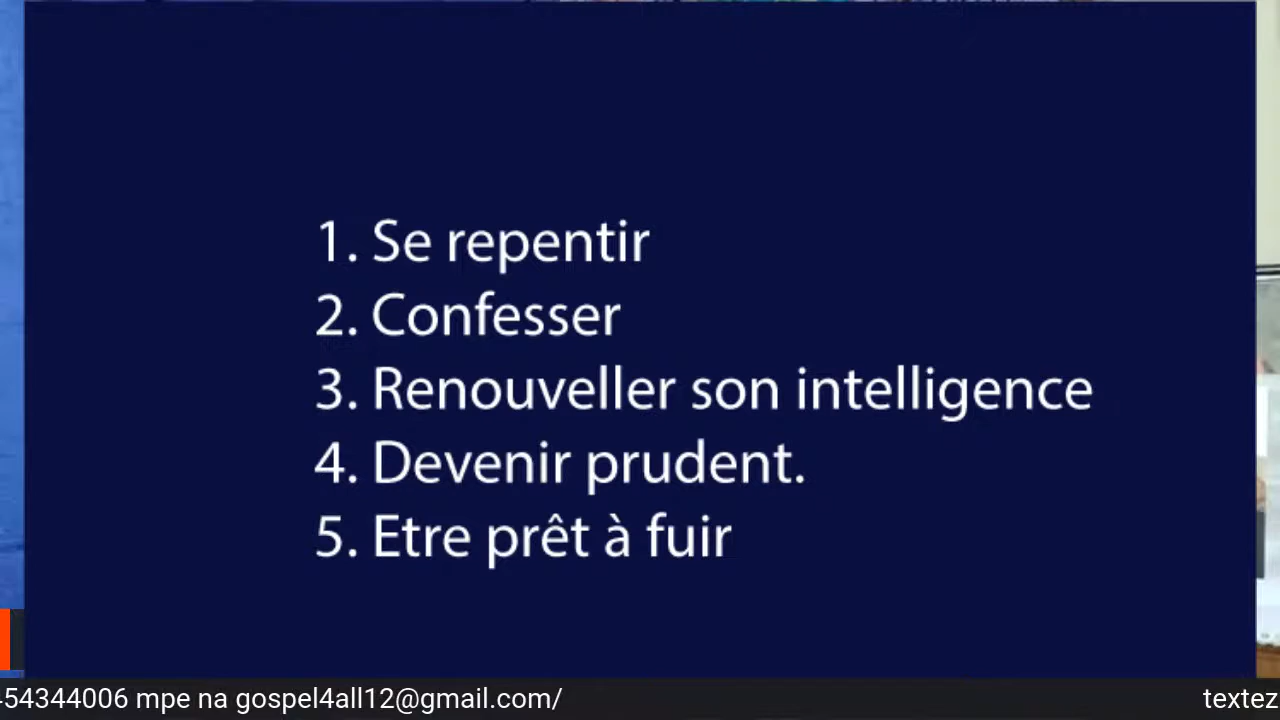 1. Se repentir
2. Confesser
3. Renouveller son intelligence
4. Devenir prudent.
5. Etre prêt à fuir
54344006 mpe na gospel4all12@gmail.com/ textez